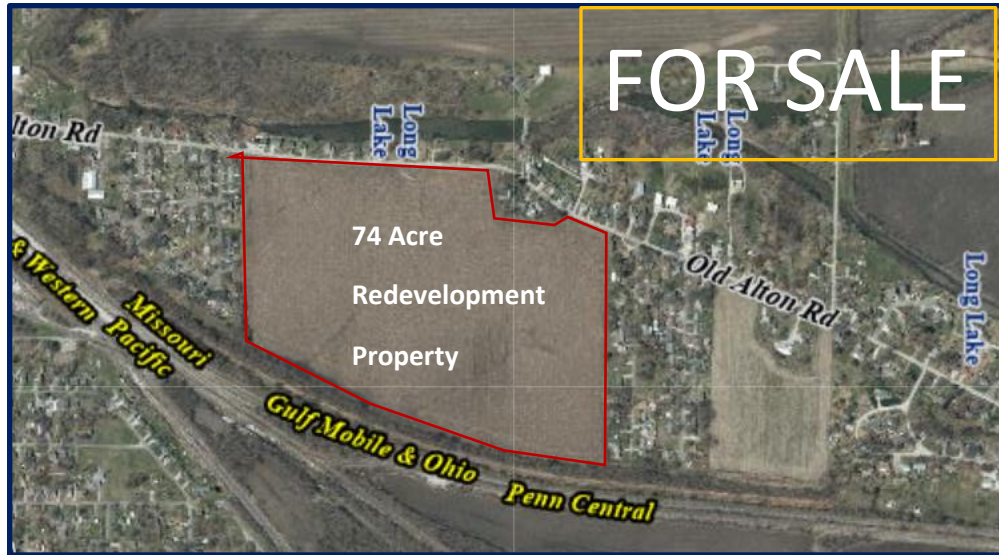 FOR SALE
lton Rd
Long Lake
Long Lake
74 Acre
Redevelopment
Property
Old Alton Rd
Long Lake
& Western Pacific
Missouri
Gulf Mobile & Ohio
Penn Central